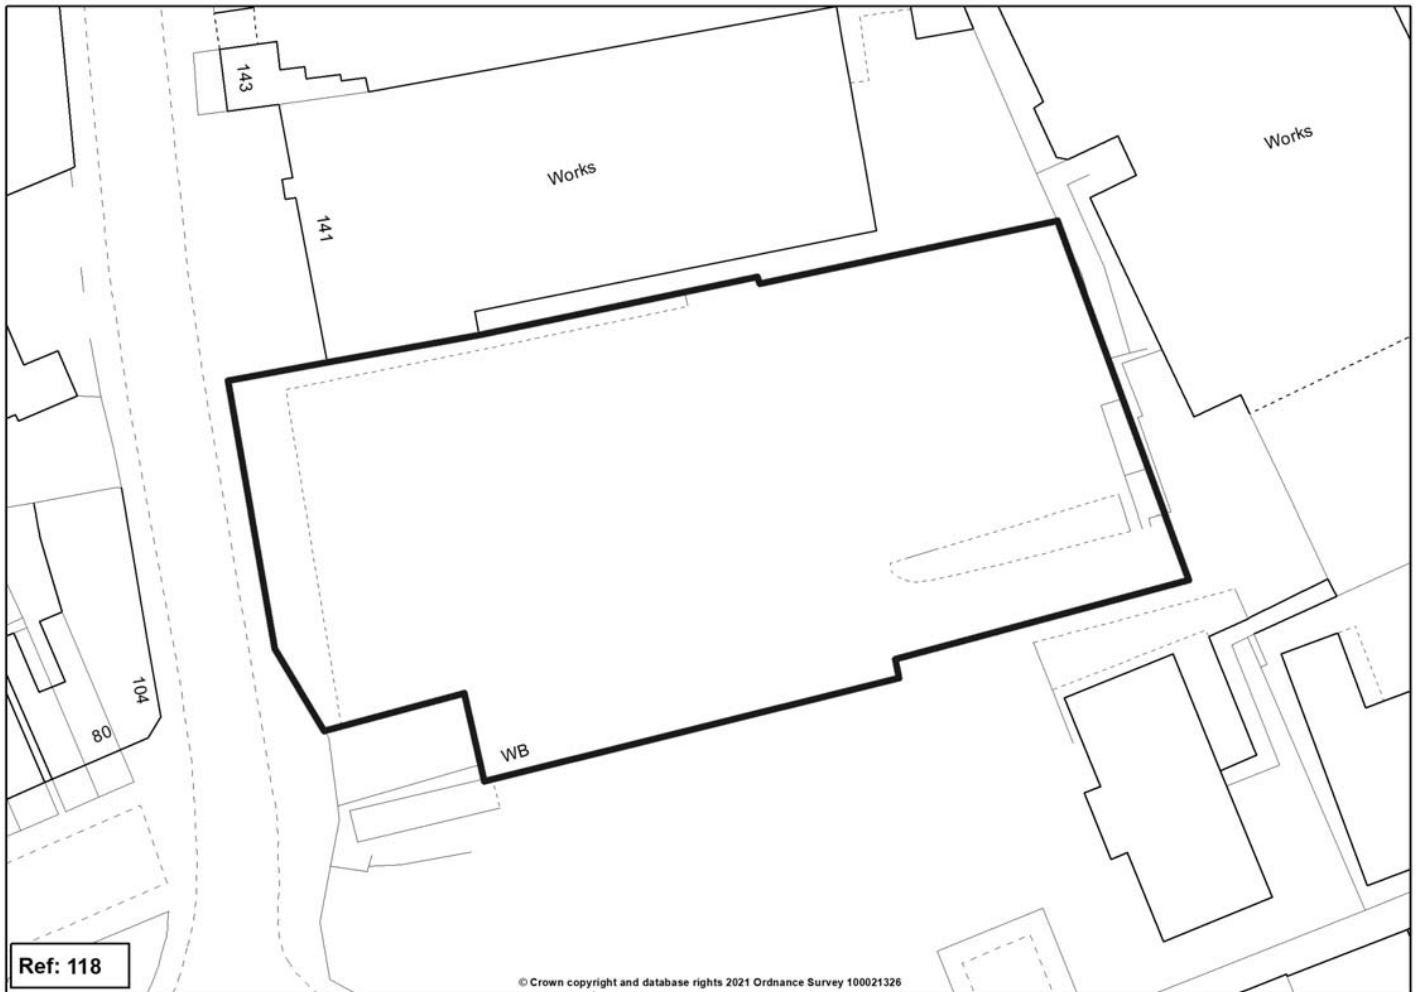 143
Works
Works
141
104
80
WB
Ref: 118
© Crown copyright and database rights 2021 Ordnance Survey 100021326